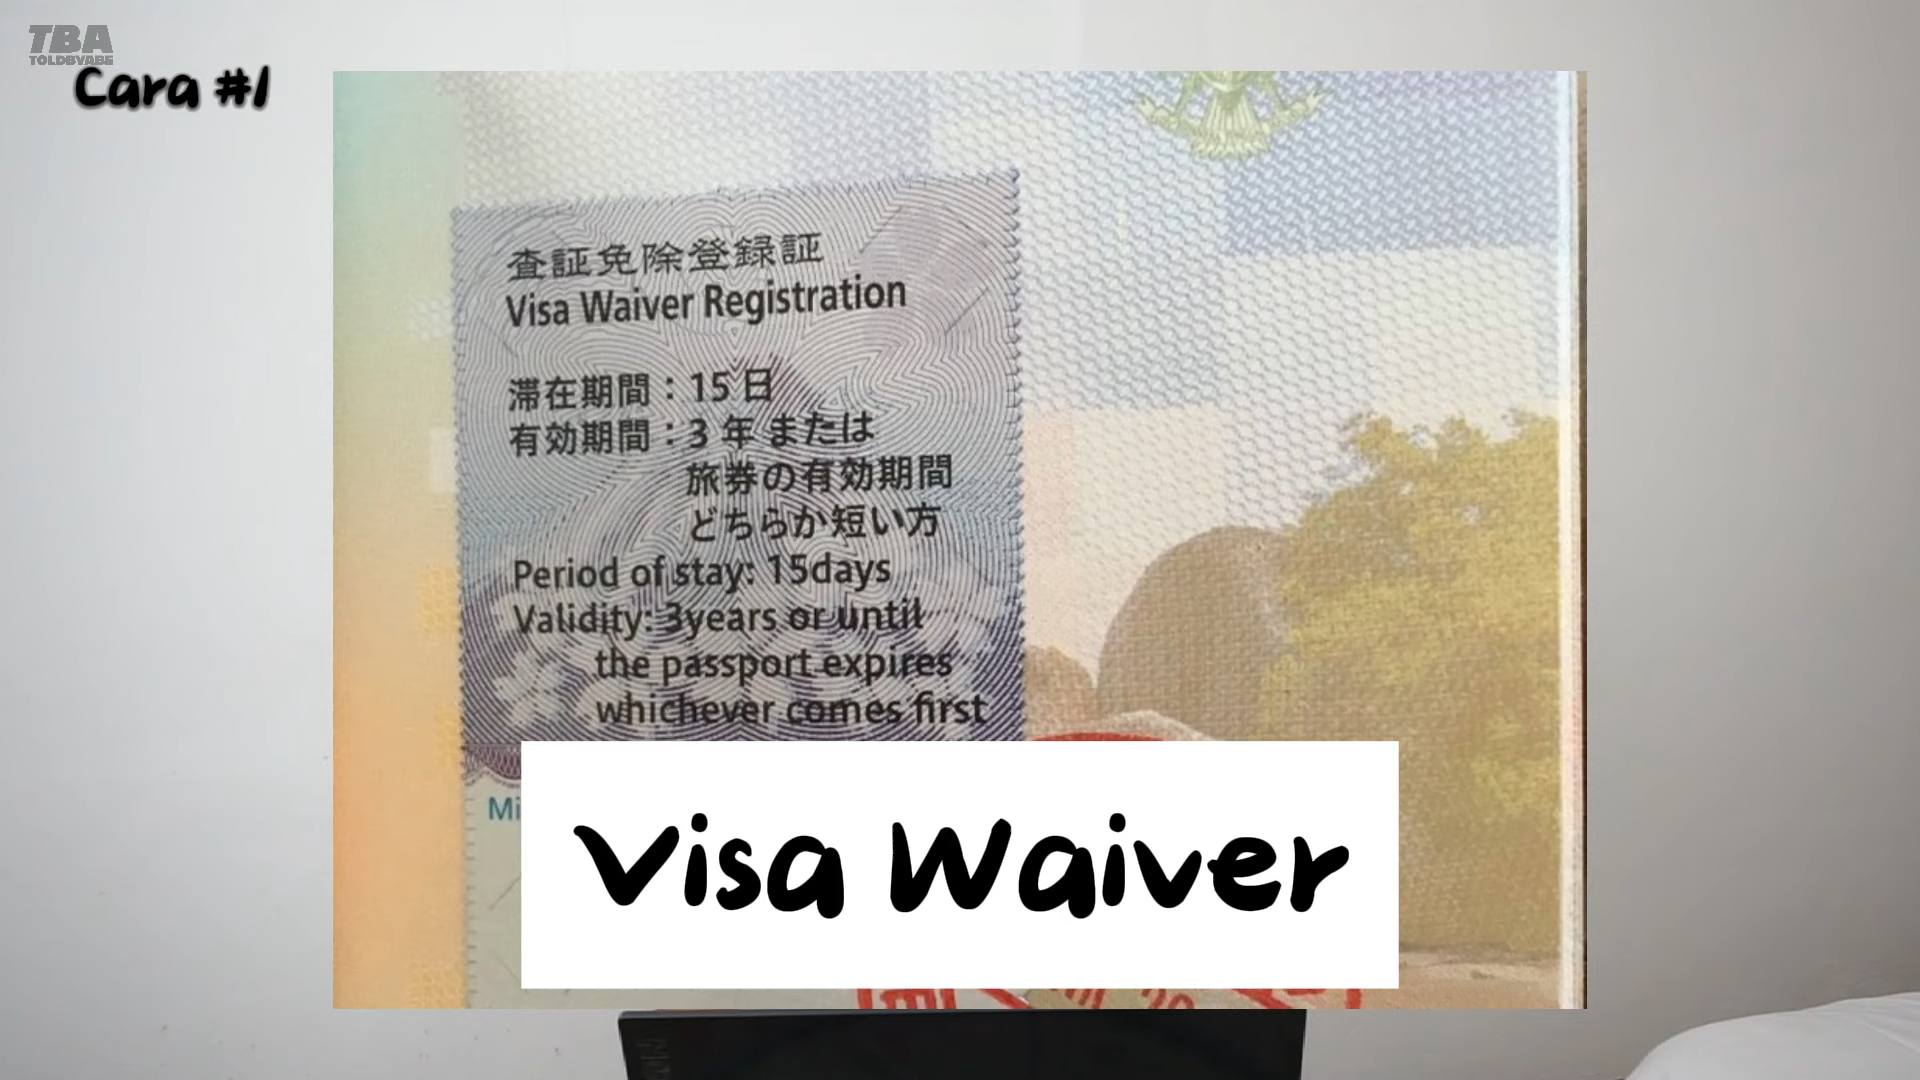 TBA
TOLDBYABE
Cara #1
査証免除登録証
Visa Waiver Registration
滞在期間：15日
有効期間：3 年 または
旅券の有効期間
どちらか短い方
Period of stay: 15days
Validity: 3years or until
the passport expires
whichever comes first
Mi
Visa Waiver